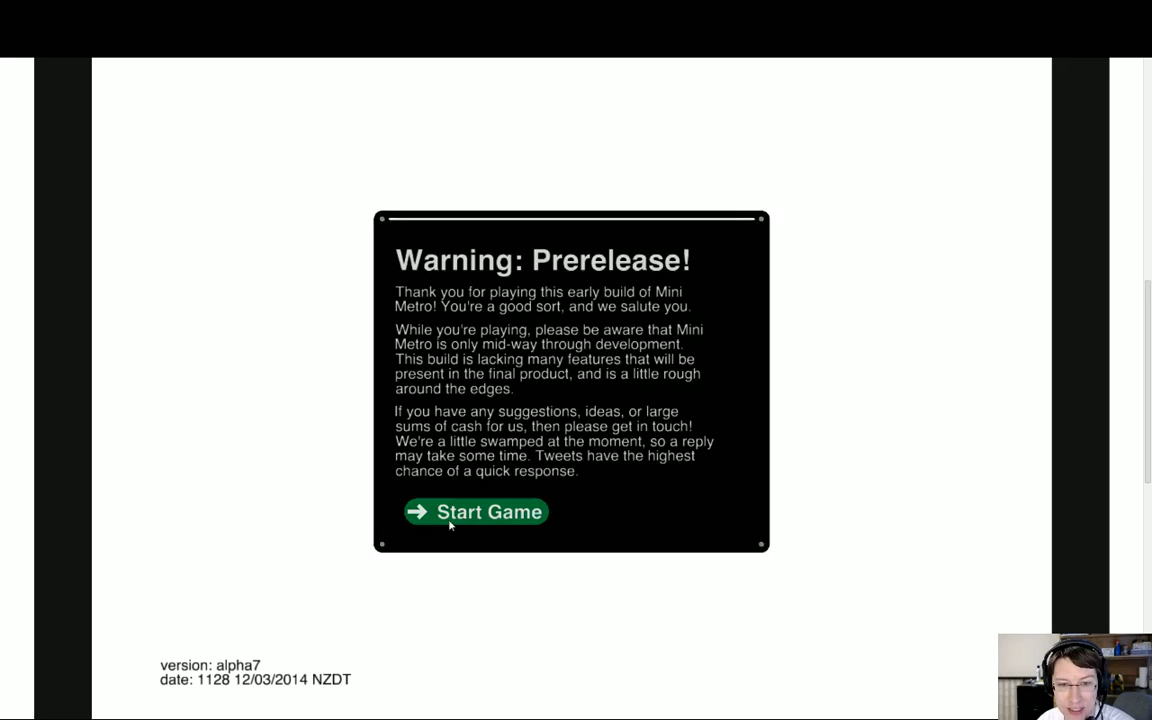 Warning: Prerelease!
Thank you for playing this early build of Mini
Metro! You're a good sort, and we salute you.
While you're playing, please be aware that Mini
Metro is only mid-way through development.
This build is lacking many features that will be
present in the final product, and is a little rough
around the edges.
If you have any suggestions, ideas, or large
sums of cash for us, then please get in touch!
We're a little swamped at the moment, so a reply
may take some time. Tweets have the highest
chance of a quick response.
Start Game
version: alpha7
date: 1128 12/03/2014 NZDT